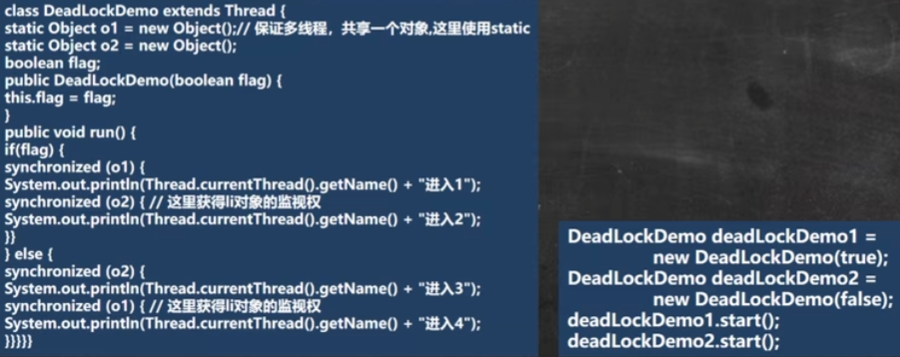 class DeadLockDemo extends Thread {
static Object o1 = new Object();// 保证多线程，共享一个对象,这里使用static
static Object o2 = new Object();
boolean flag;
public DeadLockDemo(boolean flag) {
this.flag = flag;
}
public void run() {
if(flag) {
synchronized (o1) {
System.out.println(Thread.currentThread().getName() + "进入1");
synchronized (o2) { // 这里获得li对象的监视权
System.out.println(Thread.currentThread().getName() + "进入2");
}}
} else {
synchronized (o2) {
System.out.println(Thread.currentThread().getName() + "进入3");
synchronized (o1) { // 这里获得li对象的监视权
System.out.println(Thread.currentThread().getName() + "进入4");
}}}}}
DeadLockDemo deadLockDemo1 =
new DeadLockDemo(true);
DeadLockDemo deadLockDemo2 =
new DeadLockDemo(false);
deadLockDemo1.start();
deadLockDemo2.start();